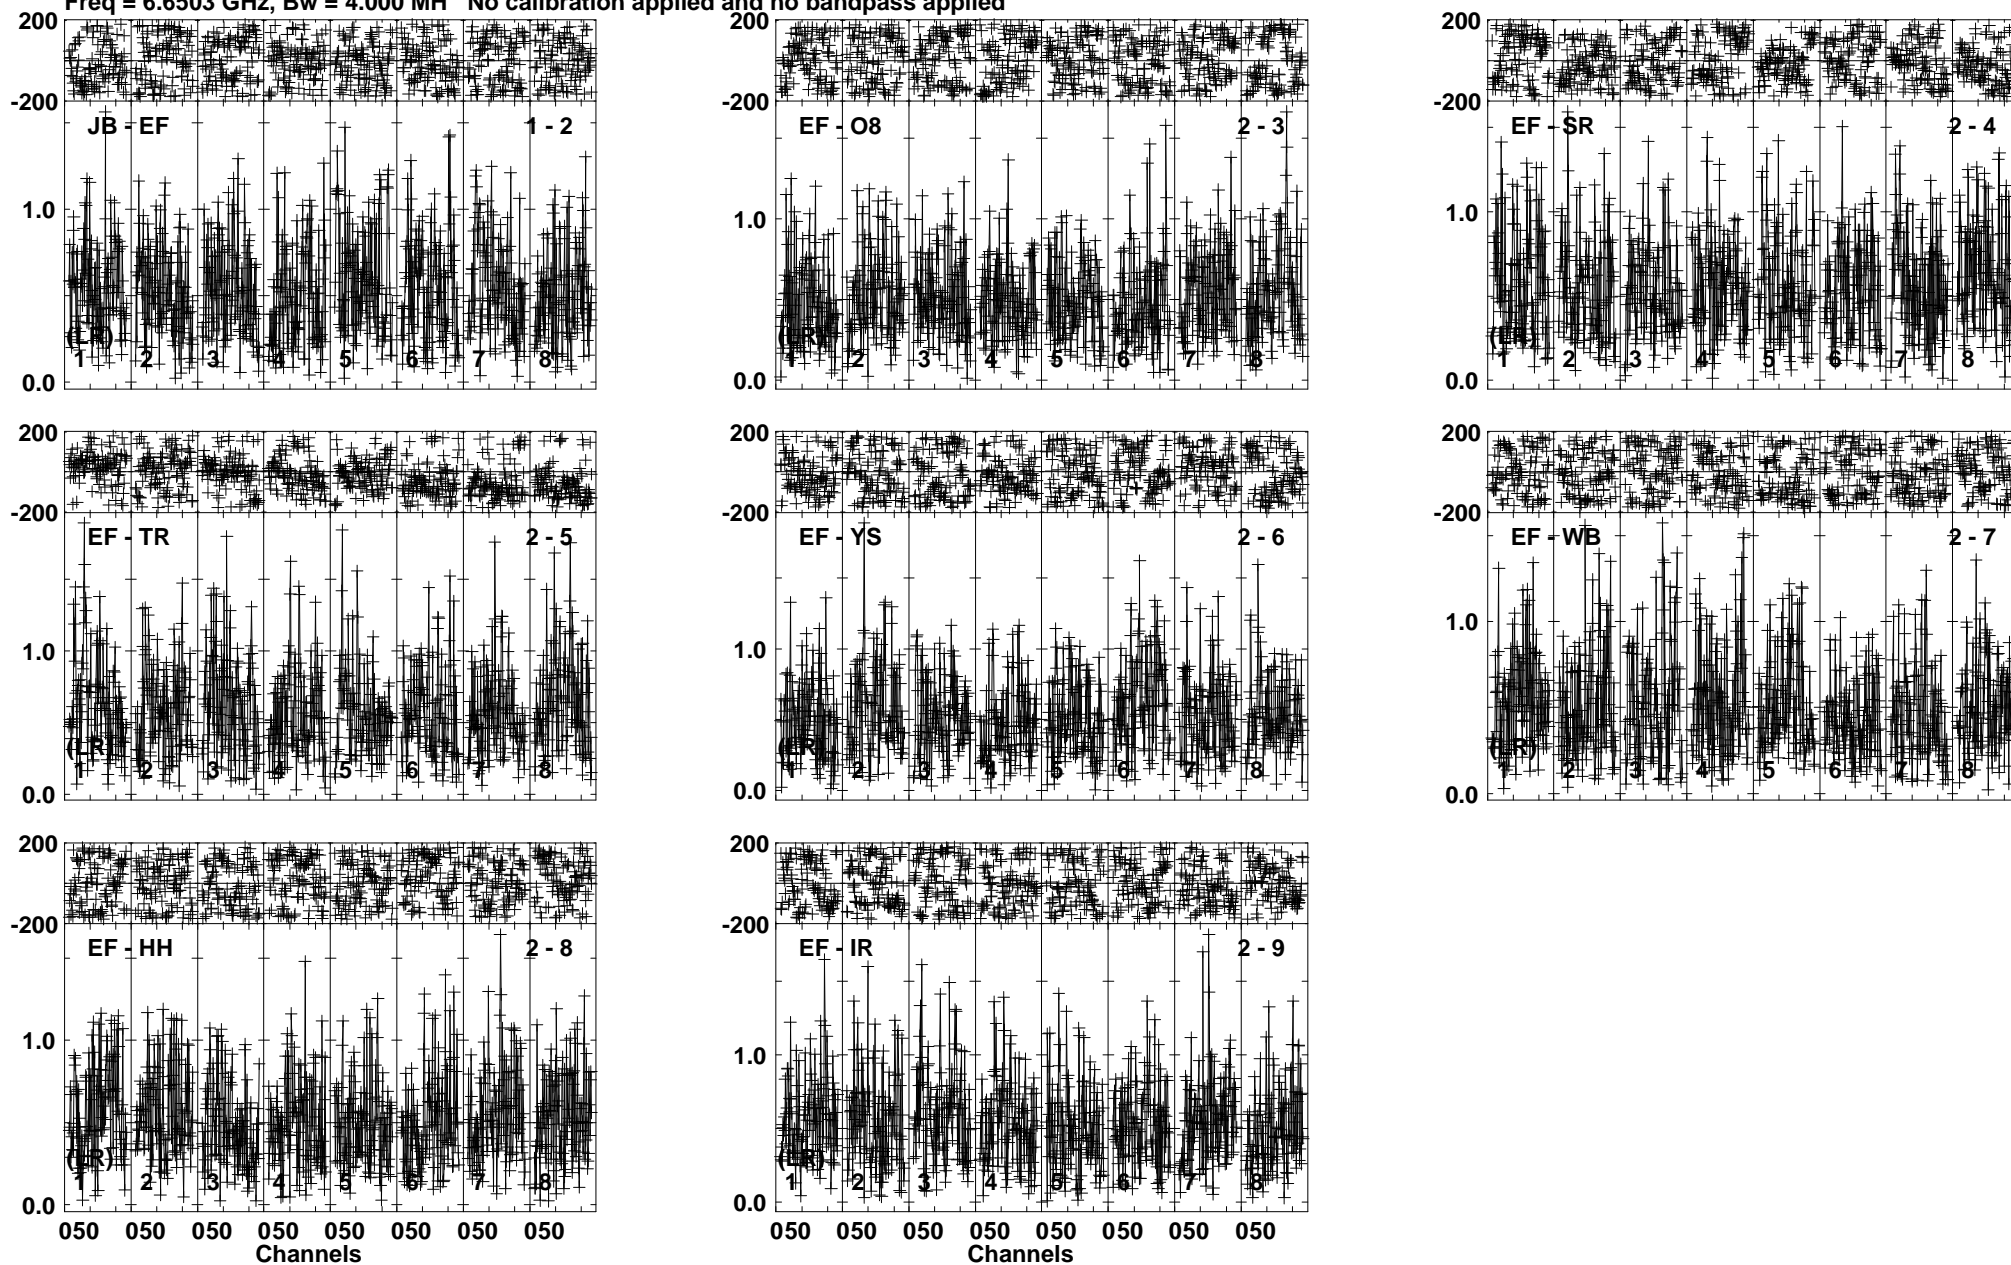 Freq = 6.6503 GHz, Bw = 4.000 MH No calibration applied and no bandpass applied
200 200 200
-200 -200 -200
JB - EF 1 - 2 EF - O8 2 - 3 EF - SR 2 - 4
1.0 1.0 1.0
(LR) (LR) (LR)
1 2 3 4 5 6 7 8 1 2 3 4 5 6 7 8 1 2 3 4 5 6 7 8
0.0 0.0 0.0
200 200 200
-200 -200 -200
EF - TR 2 - 5 EF - YS 2 - 6 EF - WB 2 - 7
1.0 1.0 1.0
(LR) (LR) (LR)
1 2 3 4 5 6 7 8 1 2 3 4 5 6 7 8 1 2 3 4 5 6 7 8
0.0 0.0 0.0
200 200
-200 -200
EF - HH 2 - 8 EF - IR 2 - 9
1.0 1.0
(LR) (LR)
1 2 3 4 5 6 7 8 1 2 3 4 5 6 7 8
0.0 0.0
050 050 050 050 050 050 050 050 050 050 050 050 050 050 050 050
Channels Channels